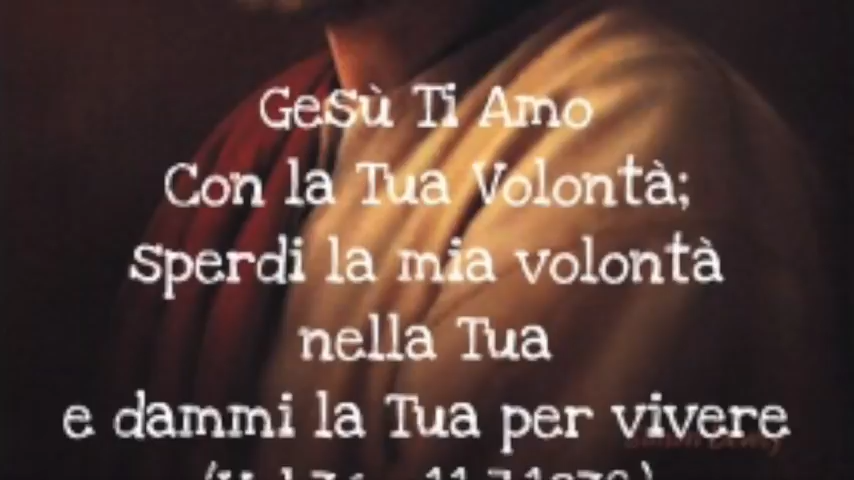 Gesù Ti Amo
Con la Tua Volontà;
sperdi la mia volontà
nella Tua
e dammi la Tua per vivere